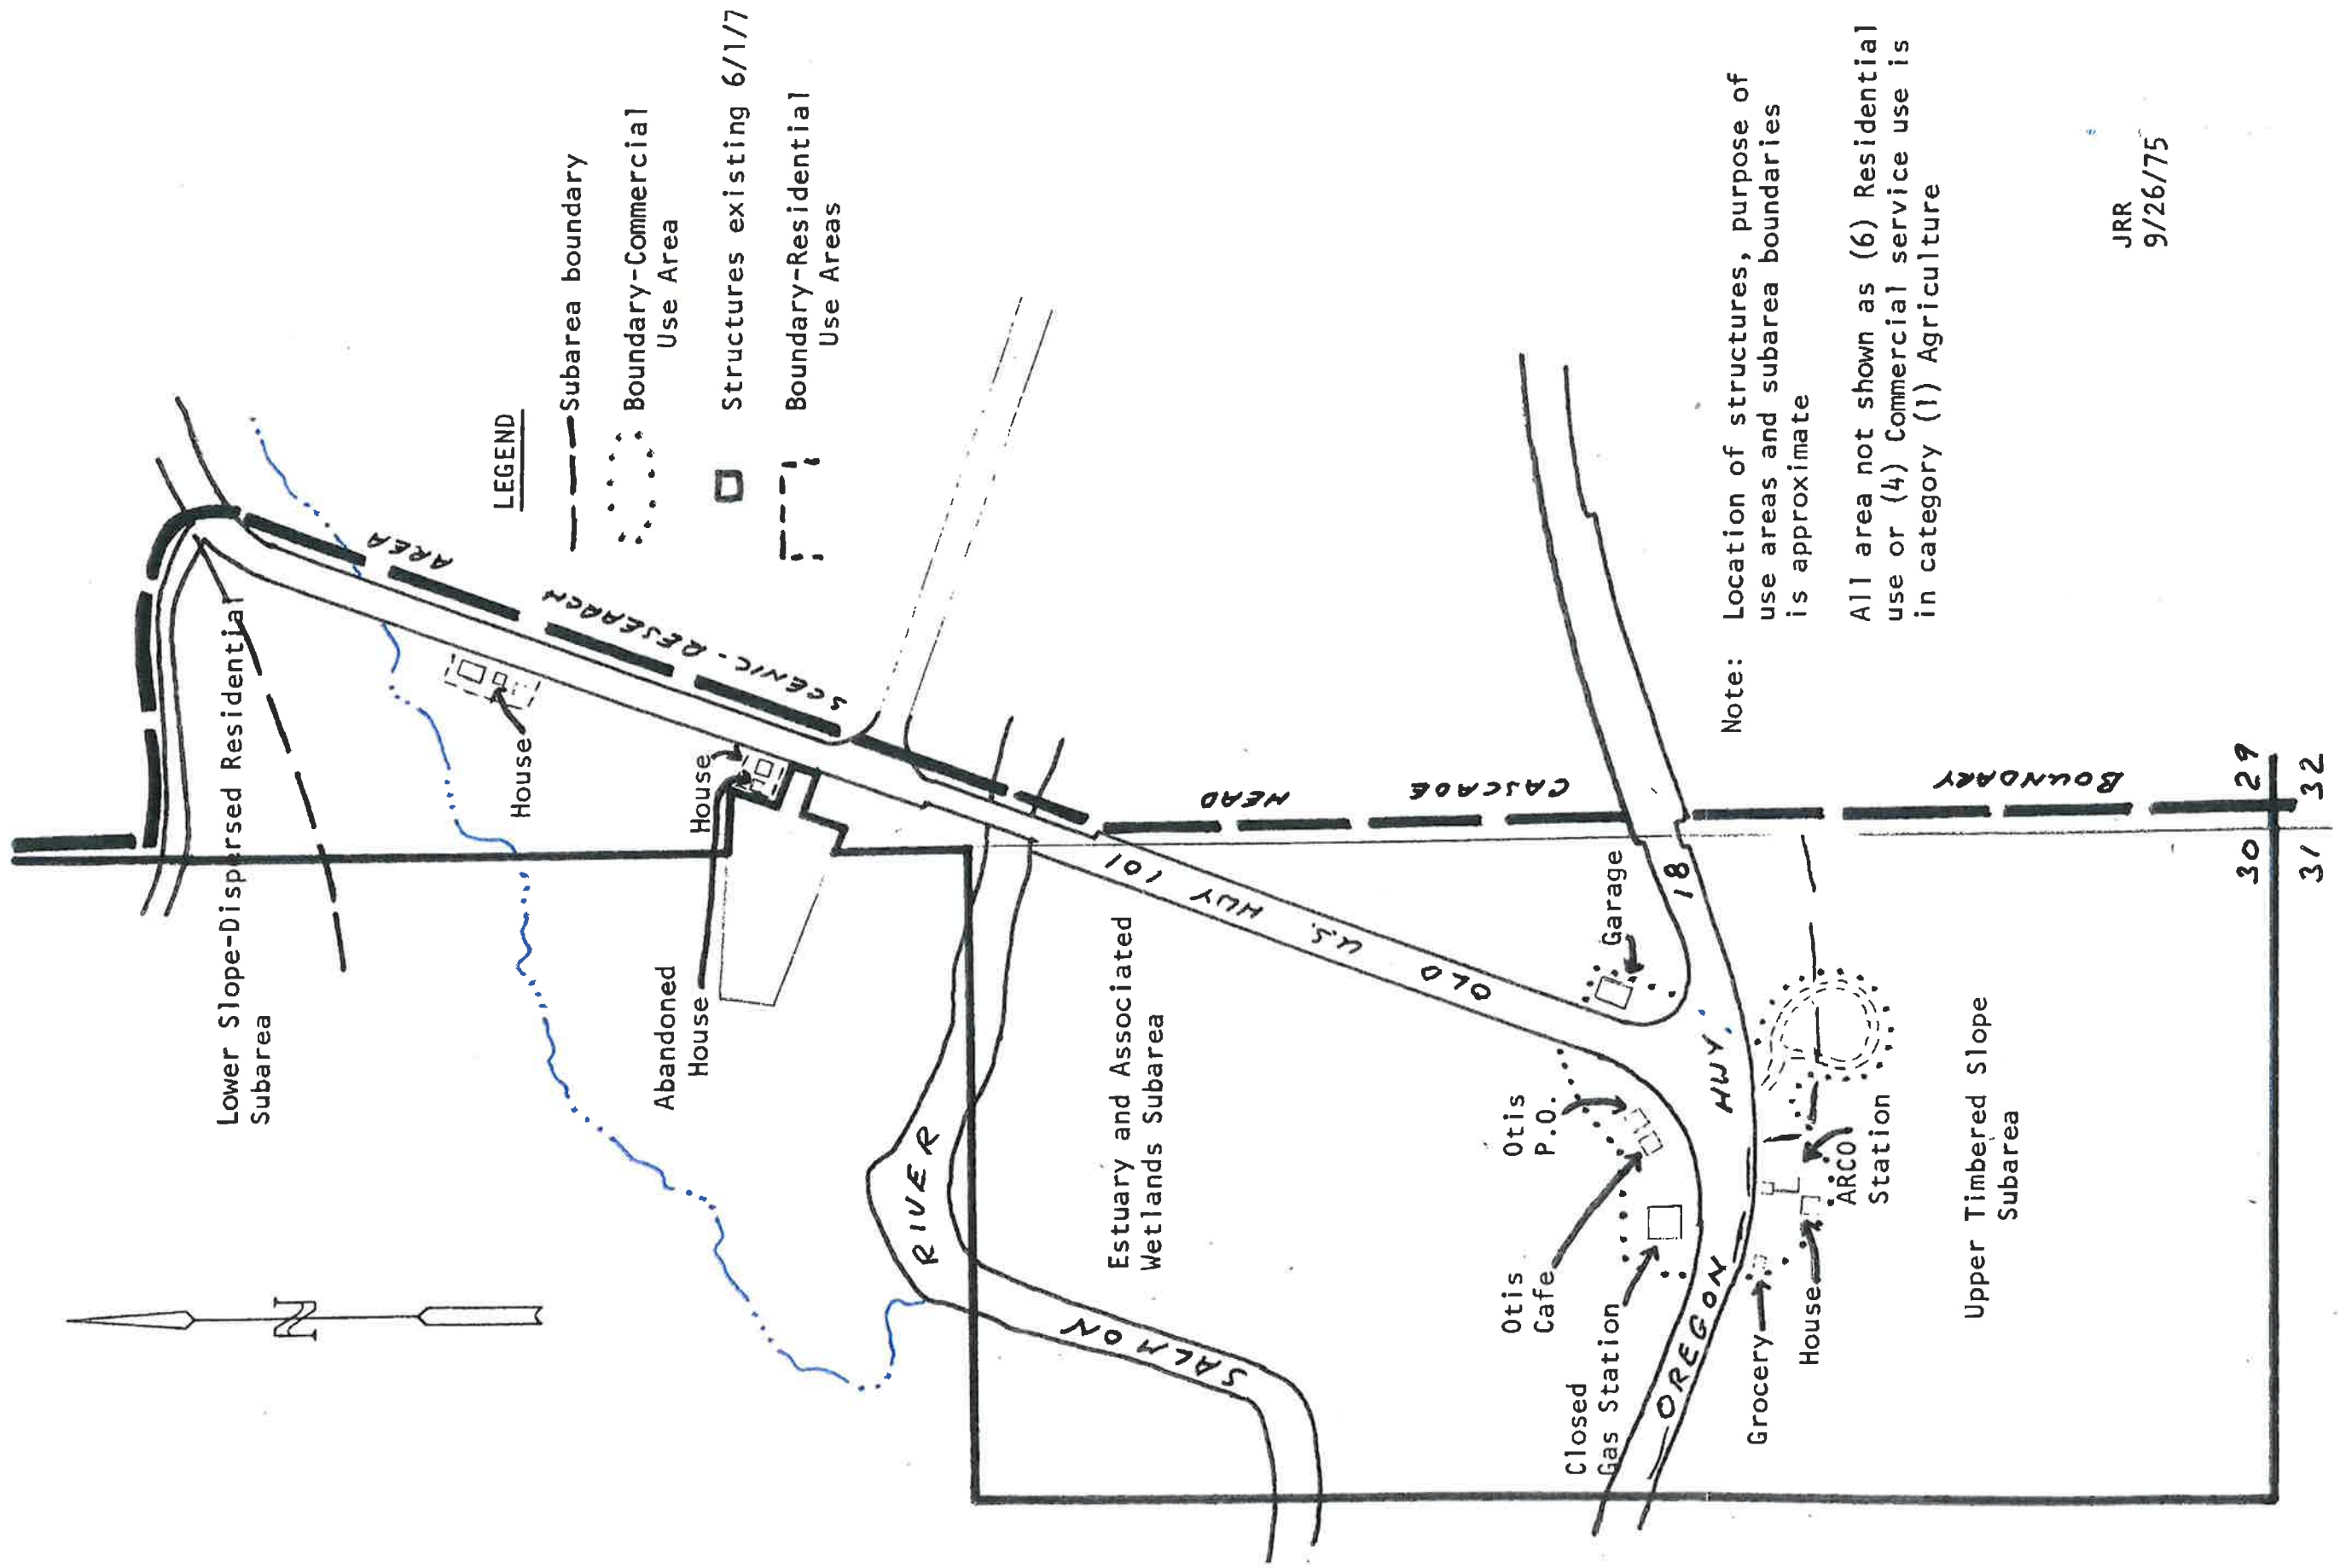 LEGEND
Subarea boundary
Boundary-Commercial
Use Area
Structures existing 6/1/7
Boundary-Residential
Use Areas
Lower Slope-Dispersed Residential
Subarea
House
House
Abandoned
House
SCENIC-RESEARCH AREA
CASCADE HEAD
BOUNDARY
N
SALMON RIVER
Estuary and Associated
Wetlands Subarea
OLD U.S. HWY 101
Garage
OREGON HWY. 18
Otis
P.O.
Otis
Cafe
Closed
Gas Station
Grocery
House
ARCO
Station
Upper Timbered Slope
Subarea
30 29
31 32
Note: Location of structures, purpose of
use areas and subarea boundaries
is approximate
All area not shown as (6) Residential
use or (4) Commercial service use is
in category (1) Agriculture
JRR
9/26/75